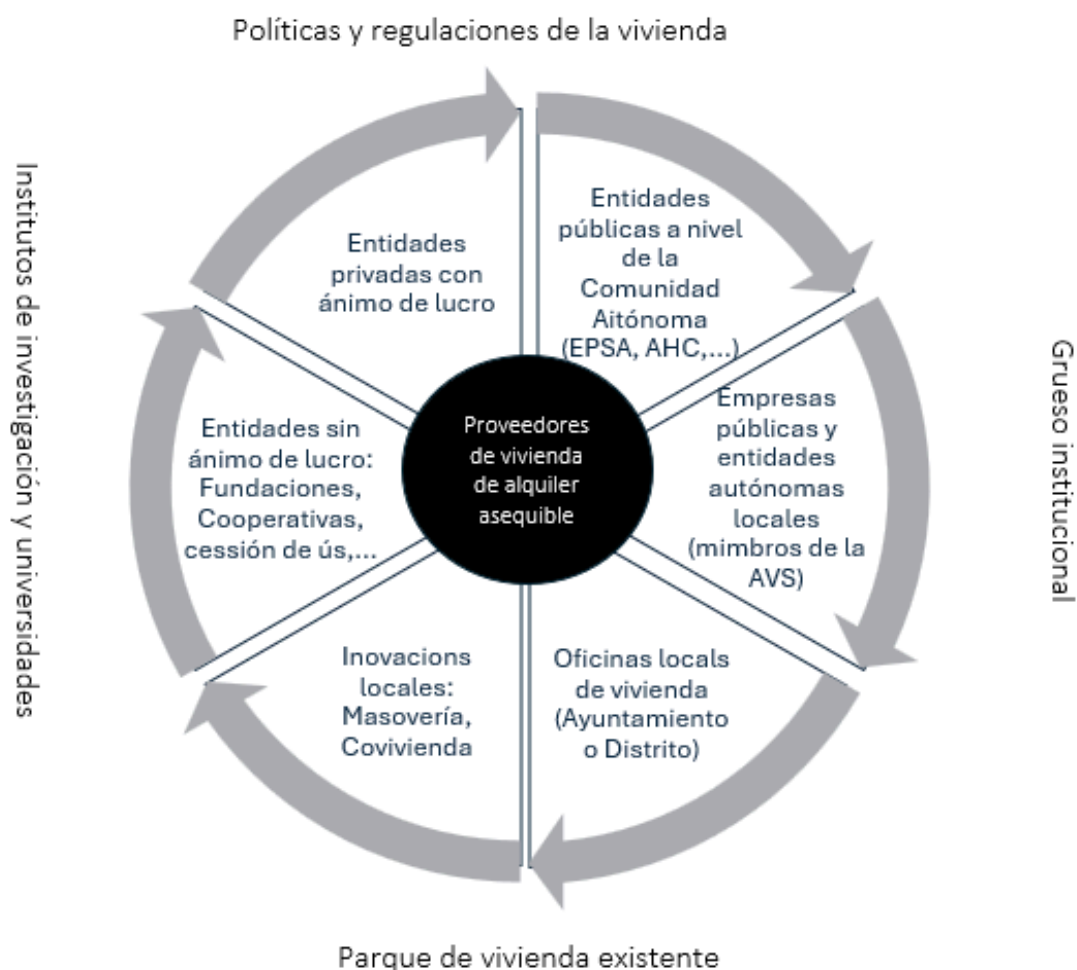 Políticas y regulaciones de la vivienda
Entidades
públicas a nivel
de la
Comunidad
Aitónoma
(EPSA, AHC,...)
Empresas
públicas y
entidades
autónomas
locales
(mimbros de la
AVS)
Oficinas locals
de vivienda
(Ayuntamiento
o Distrito)
Inovacions
locales:
Masovería,
Covivienda
Entidades sin
ánimo de lucro:
Fundaciones,
Cooperativas,
cessión de ús,...
Entidades
privadas con
ánimo de lucro
Proveedores
de vivienda
de alquiler
asequible
Institutos de investigación y universidades
Grueso institucional
Parque de vivienda existente